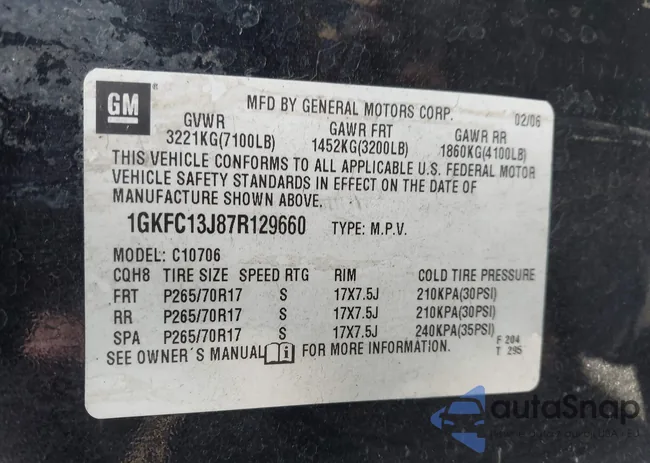 GM
MFD BY GENERAL MOTORS CORP. 02/06
GVWR GAWR FRT GAWR RR
3221KG(7100LB) 1452KG(3200LB) 1860KG(4100LB)
THIS VEHICLE CONFORMS TO ALL APPLICABLE U.S. FEDERAL MOTOR
VEHICLE SAFETY STANDARDS IN EFFECT ON THE DATE OF
MANUFACTURE SHOWN ABOVE.
1GKFC13J87R129660 TYPE: M.P.V.
MODEL: C10706
CQH8 TIRE SIZE SPEED RTG RIM COLD TIRE PRESSURE
FRT P265/70R17 S 17X7.5J 210KPA(30PSI)
RR P265/70R17 S 17X7.5J 210KPA(30PSI)
SPA P265/70R17 S 17X7.5J 240KPA(35PSI)
SEE OWNER'S MANUAL FOR MORE INFORMATION.
F 204
T 295
autoSnap